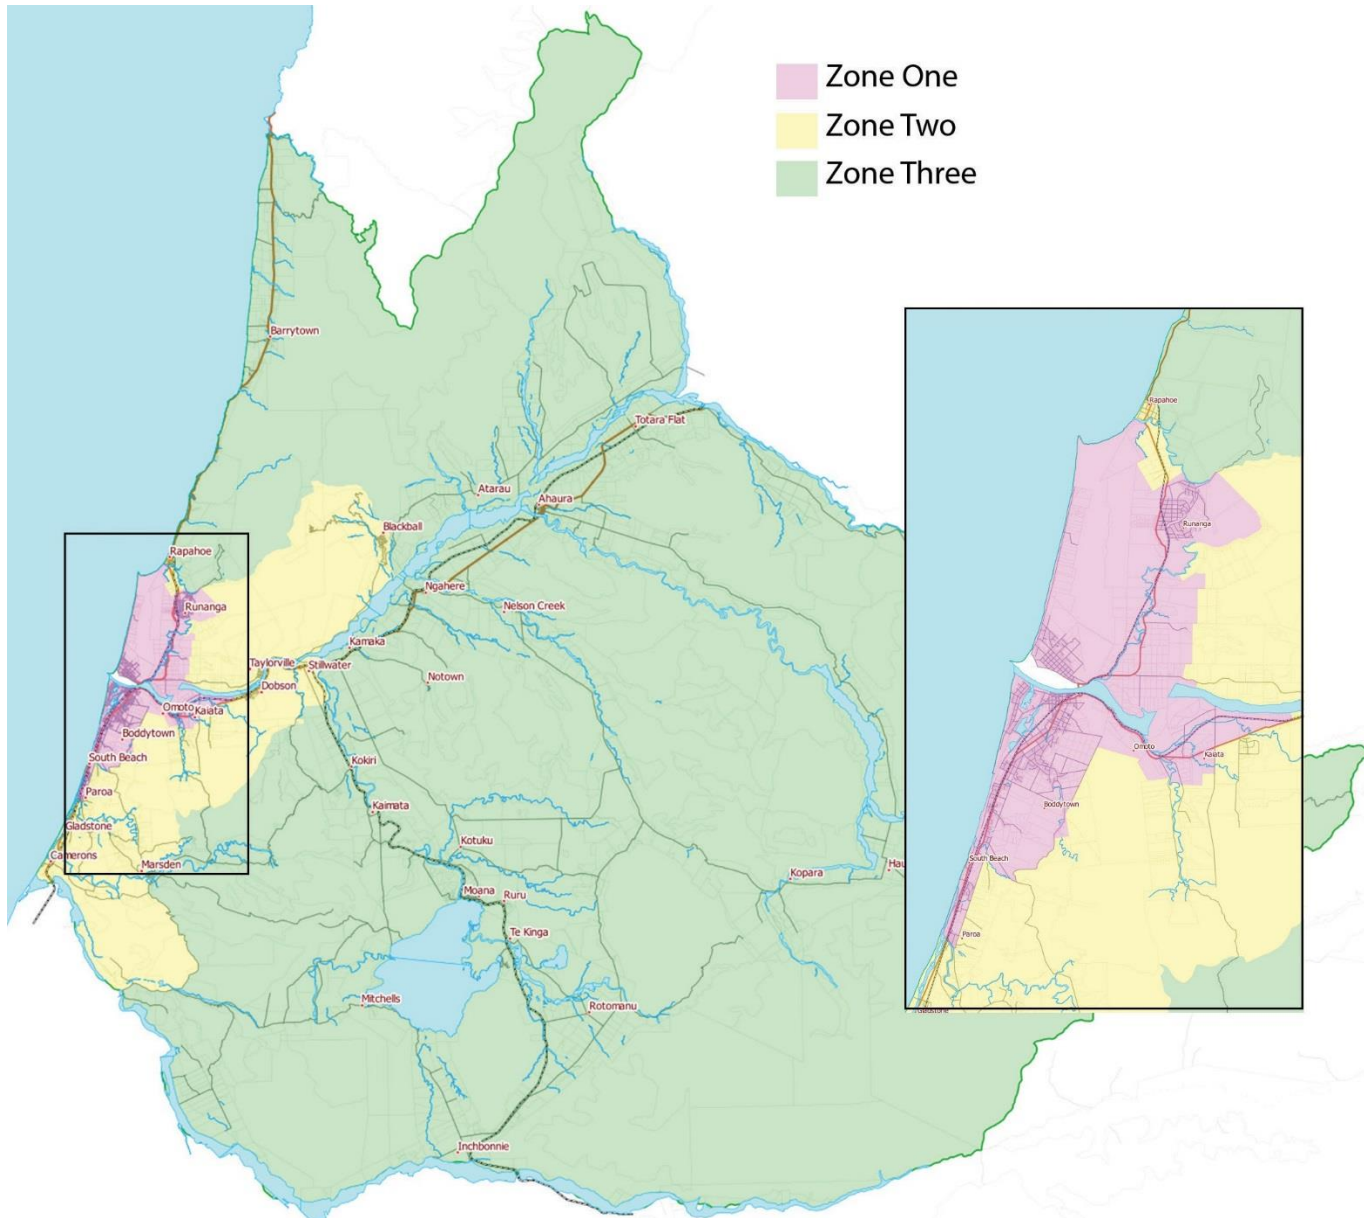 Zone One
Zone Two
Zone Three
Barrytown
Totara Flat
Atarau
Ahaura
Blackball
Rapahoe
Ngahere
Nelson Creek
Runanga
Kamaka
Taylorville
Stillwater
Notown
Dobson
Omoto
Kaiata
Boddytown
South Beach
Kokiri
Paroa
Kaimata
Gladstone
Camerons
Marsden
Kotuku
Kopara
Hau
Moana
Ruru
Te Kinga
Mitchells
Rotomanu
Inchbonnie
Rapahoe
Runanga
Omoto
Kaiata
Boddytown
South Beach
Paroa
Gladstone